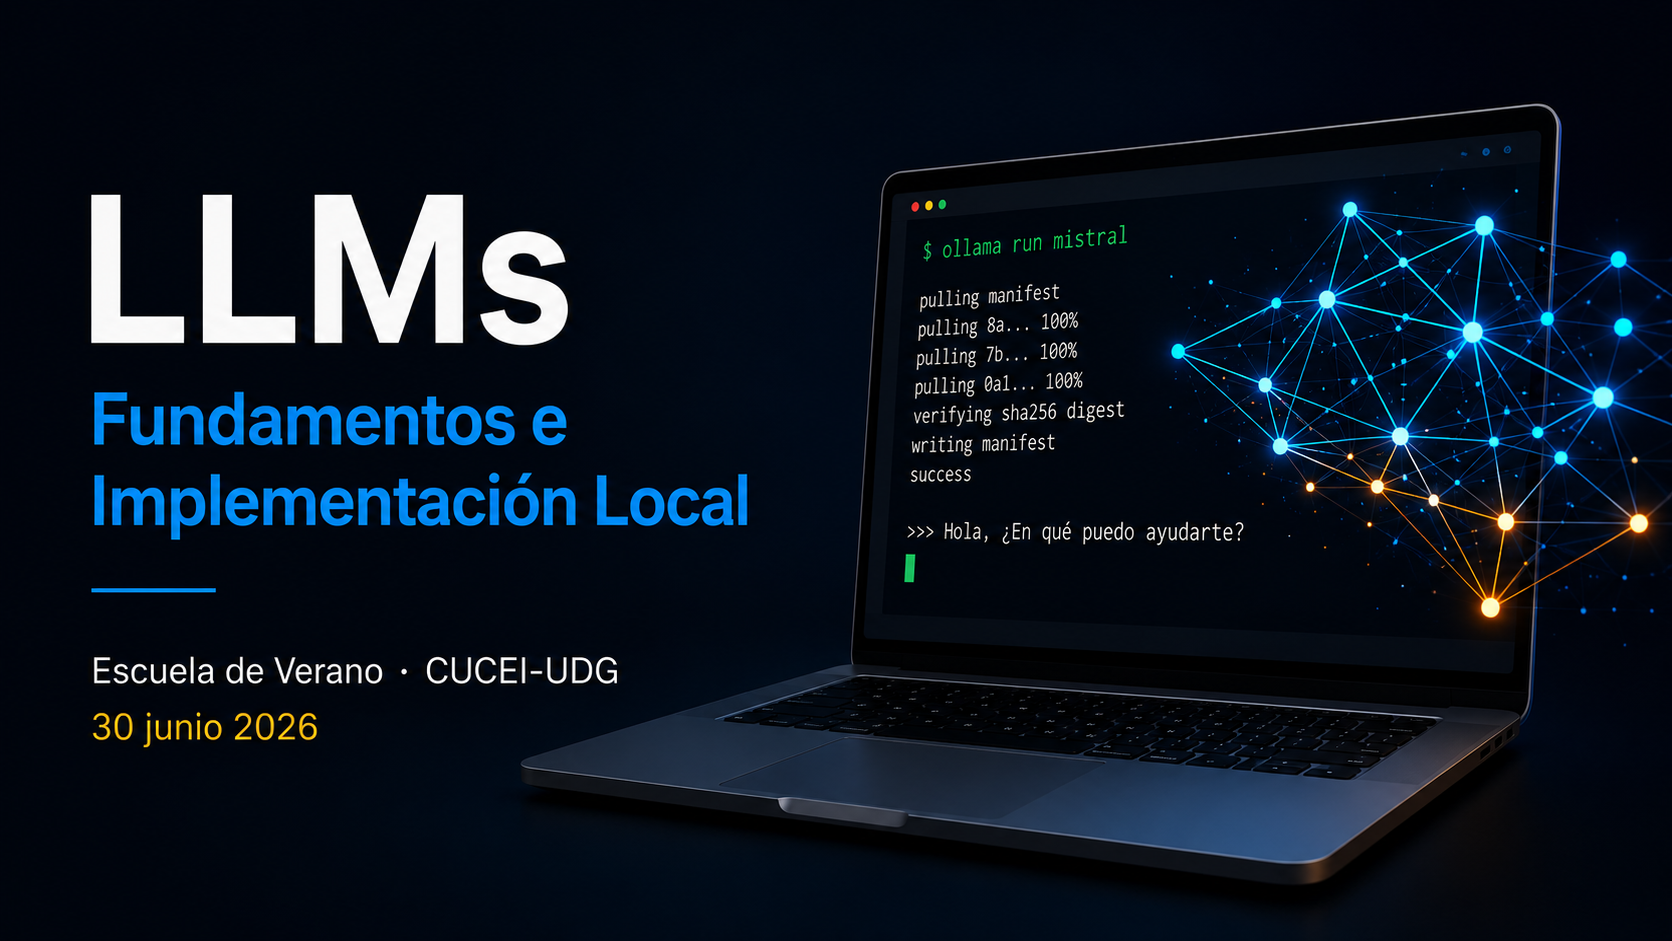 LLMs
Fundamentos e
Implementación Local
Escuela de Verano · CUCEI-UDG
30 junio 2026
$ ollama run mistral
pulling manifest
pulling 8a... 100%
pulling 7b... 100%
pulling 0a1... 100%
verifying sha256 digest
writing manifest
success
>>> Hola, ¿En qué puedo ayudarte?